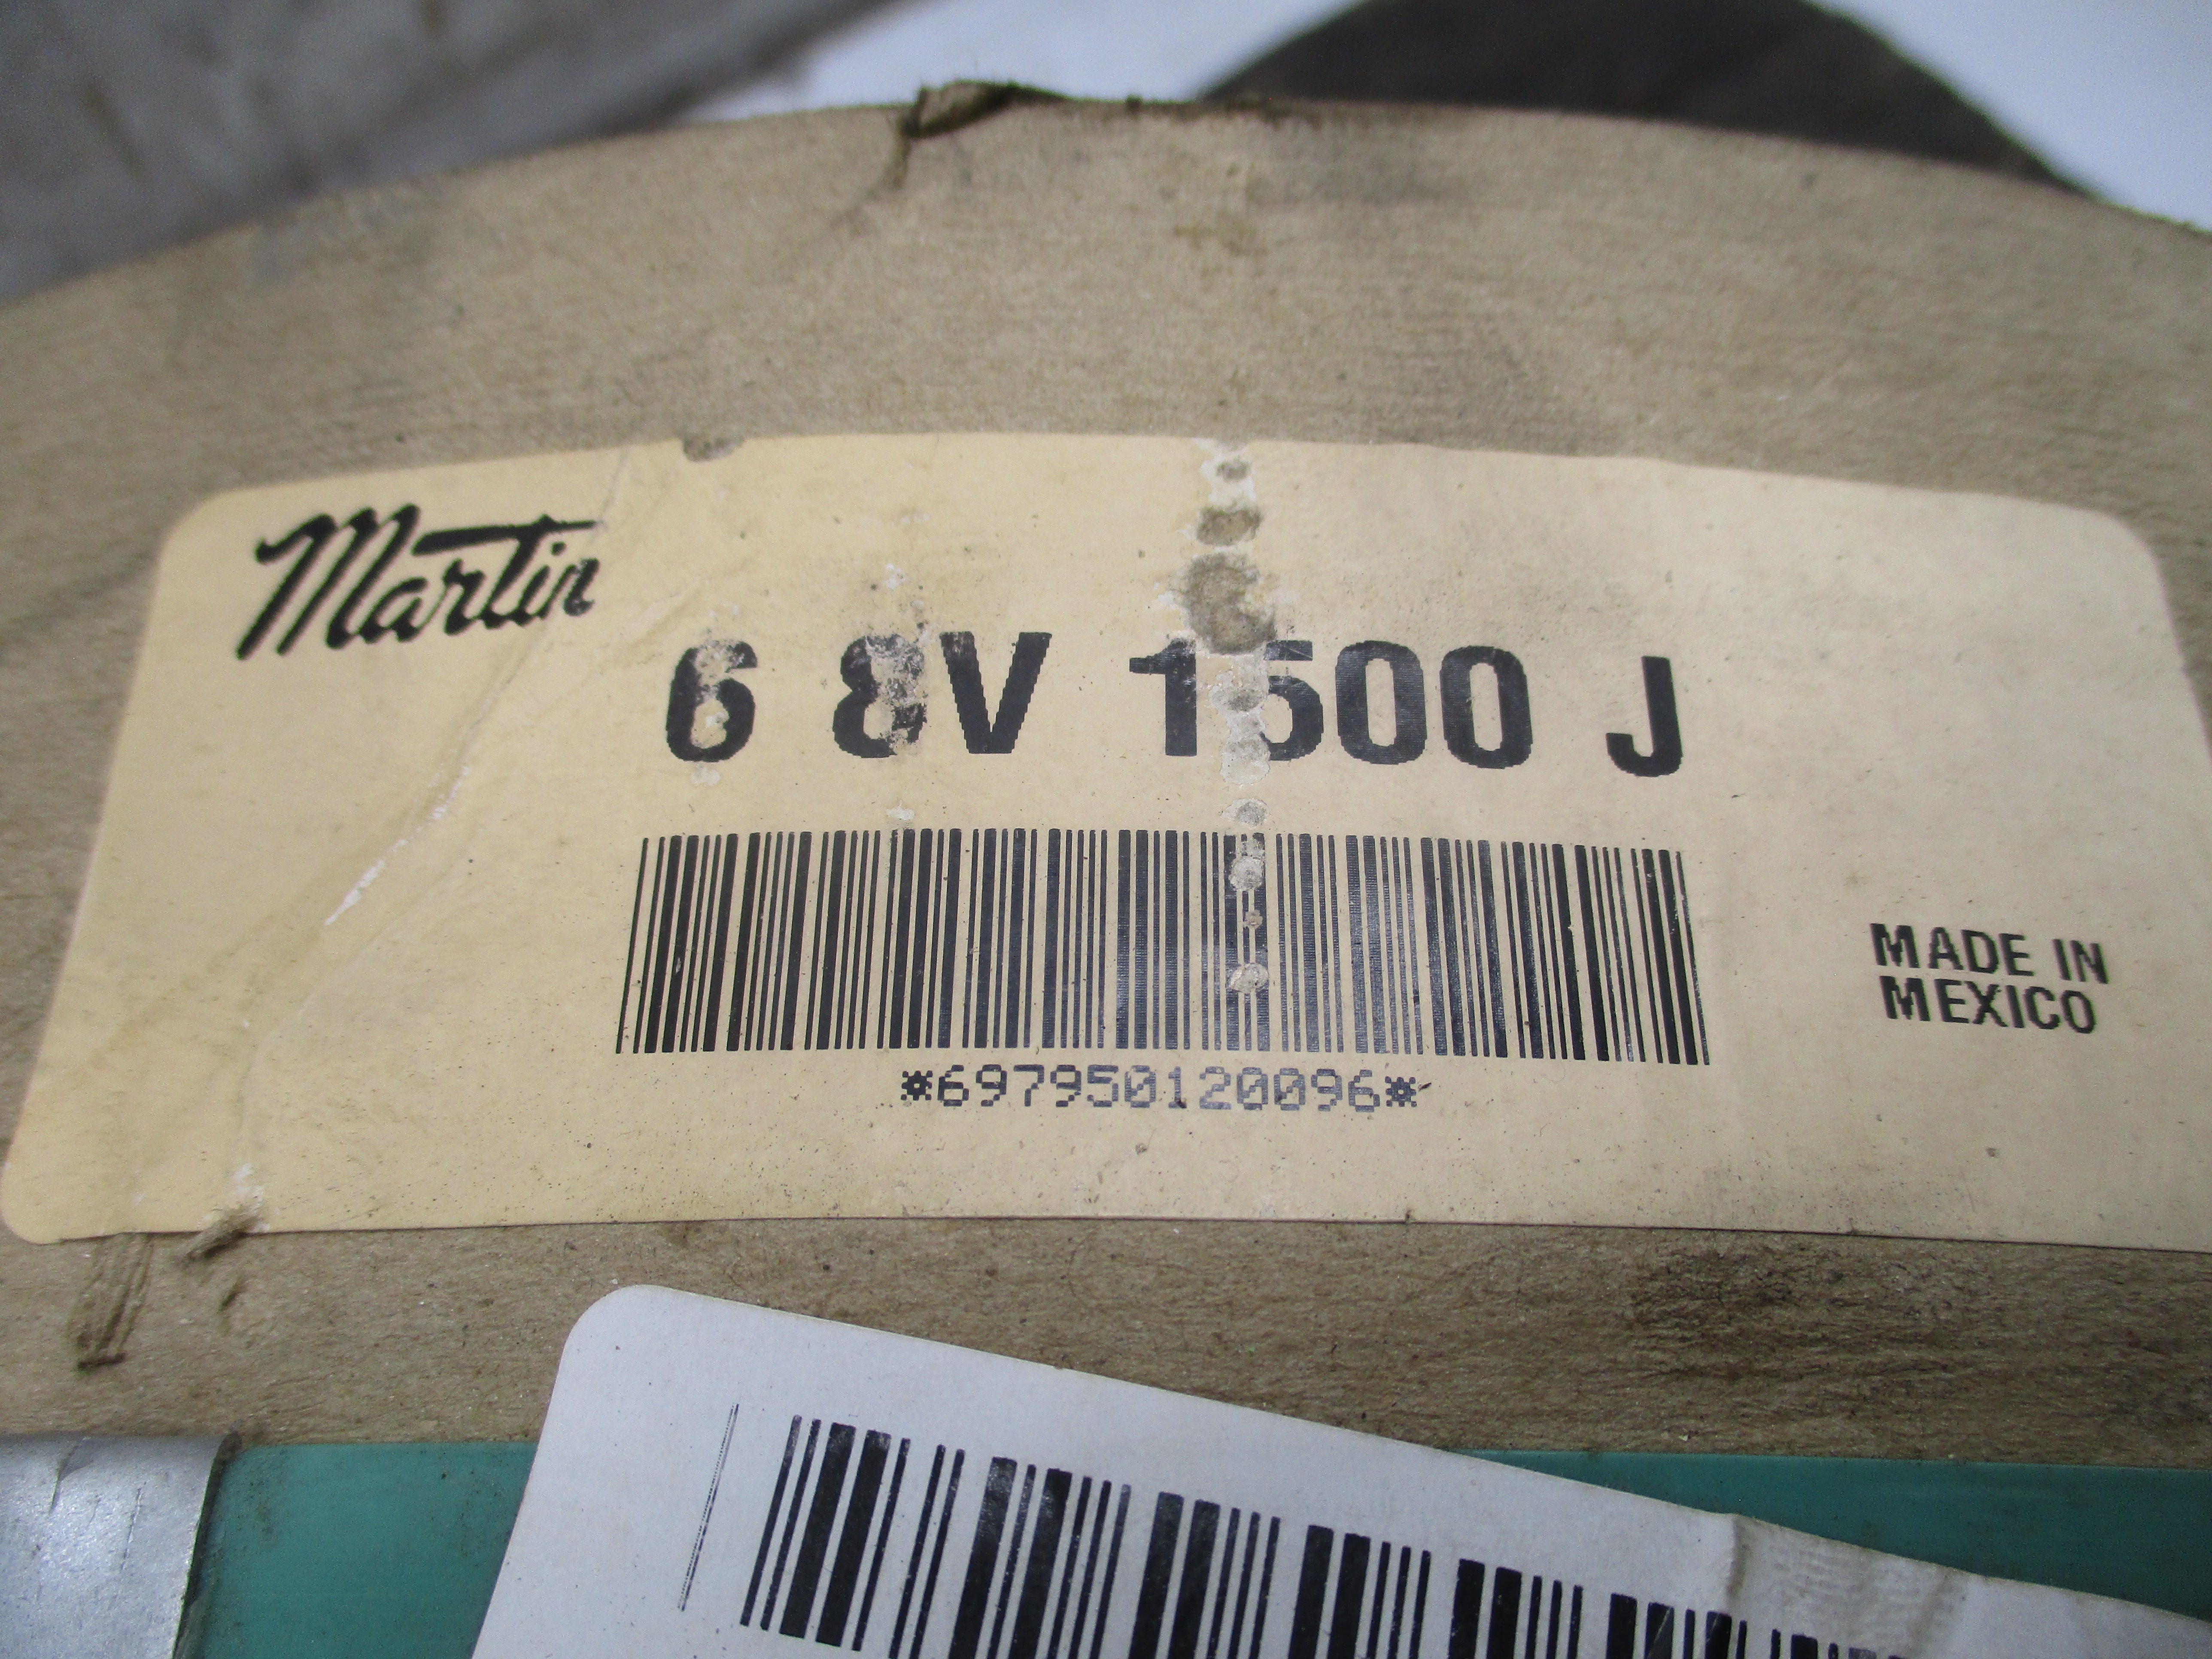 Martin
6 8V 1500 J
*697950120096*
MADE IN
MEXICO